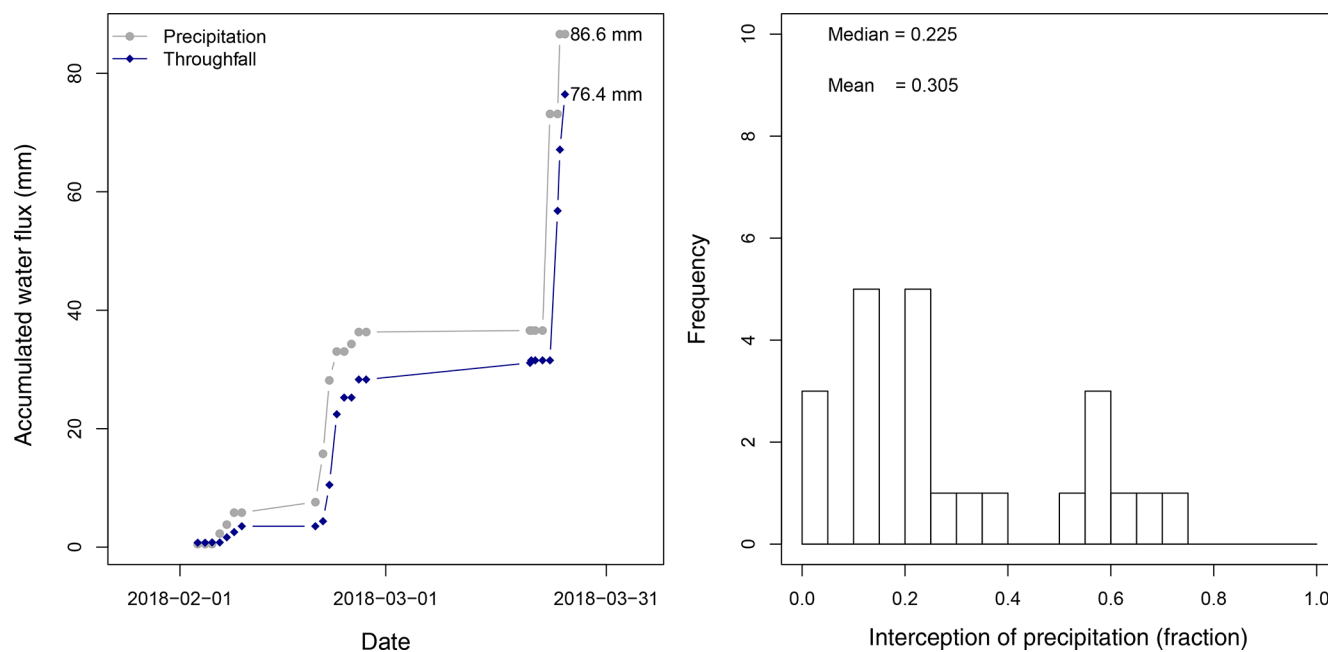 Precipitation
Throughfall
86.6 mm
76.4 mm
Accumulated water flux (mm)
80
60
40
20
0
2018−02−01
2018−03−01
2018−03−31
Date
Median = 0.225
Mean = 0.305
Frequency
10
8
6
4
2
0
0.0
0.2
0.4
0.6
0.8
1.0
Interception of precipitation (fraction)